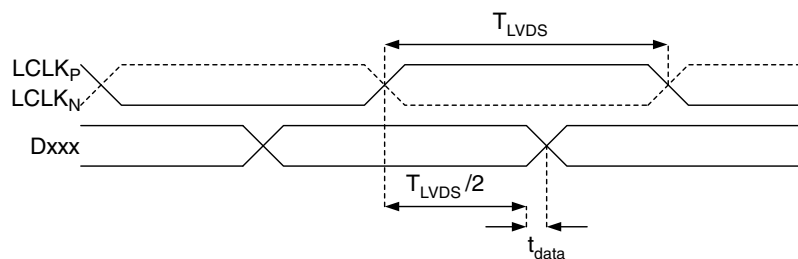 T_LVDS
LCLK_P
LCLK_N
Dxxx
T_LVDS/2
t_data